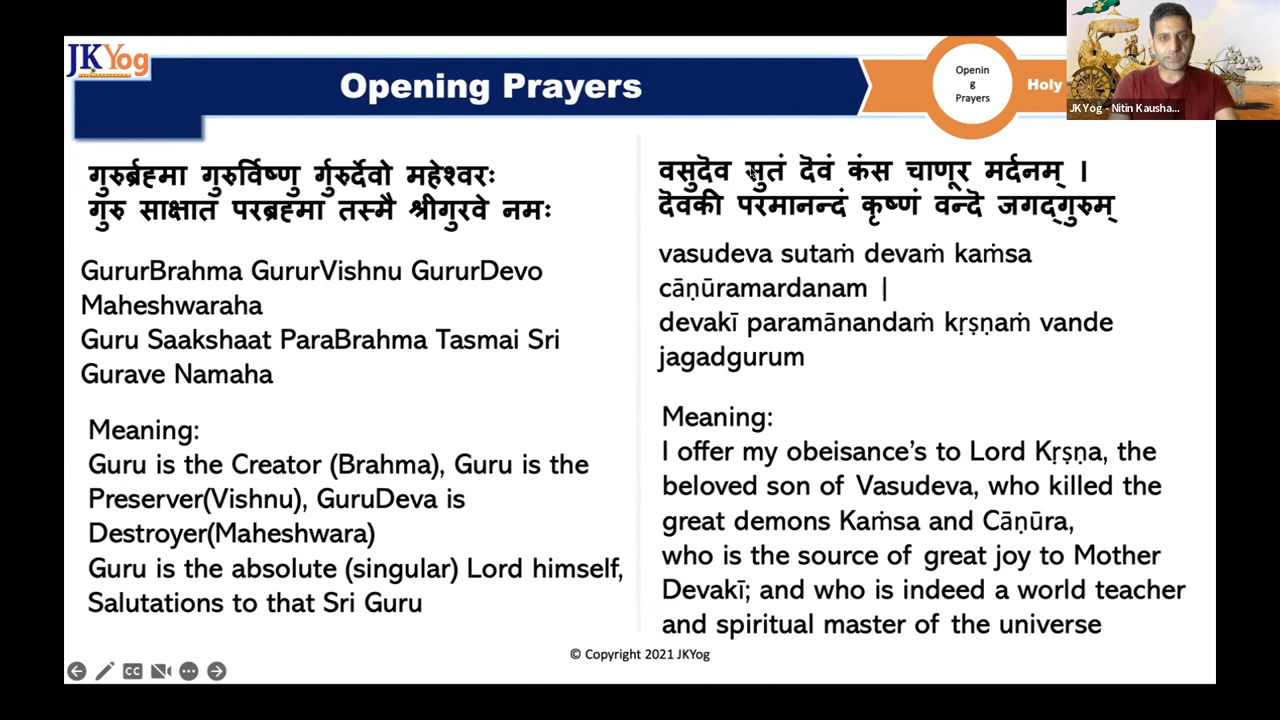 JKYog
Opening Prayers
Openin
g
Prayers
Holy
JKYog - Nitin Kausha...
गुरुर्ब्रह्मा गुरुर्विष्णु र्गुरुर्देवो महेश्वरः
गुरु साक्षात परब्रह्मा तस्मै श्रीगुरवे नमः
GururBrahma GururVishnu GururDevo
Maheshwaraha
Guru Saakshaat ParaBrahma Tasmai Sri
Gurave Namaha
Meaning:
Guru is the Creator (Brahma), Guru is the
Preserver(Vishnu), GuruDeva is
Destroyer(Maheshwara)
Guru is the absolute (singular) Lord himself,
Salutations to that Sri Guru
वसुदॆव सुतं दॆवं कंस चाणूर मर्दनम् |
दॆवकी परमानन्दं कृष्णं वन्दॆ जगद्गुरुम्
vasudeva sutaṁ devaṁ kaṁsa
cāṇūramardanam |
devakī paramānandaṁ kṛṣṇaṁ vande
jagadgurum
Meaning:
I offer my obeisance’s to Lord Kṛṣṇa, the
beloved son of Vasudeva, who killed the
great demons Kaṁsa and Cāṇūra,
who is the source of great joy to Mother
Devakī; and who is indeed a world teacher
and spiritual master of the universe
© Copyright 2021 JKYog
CC